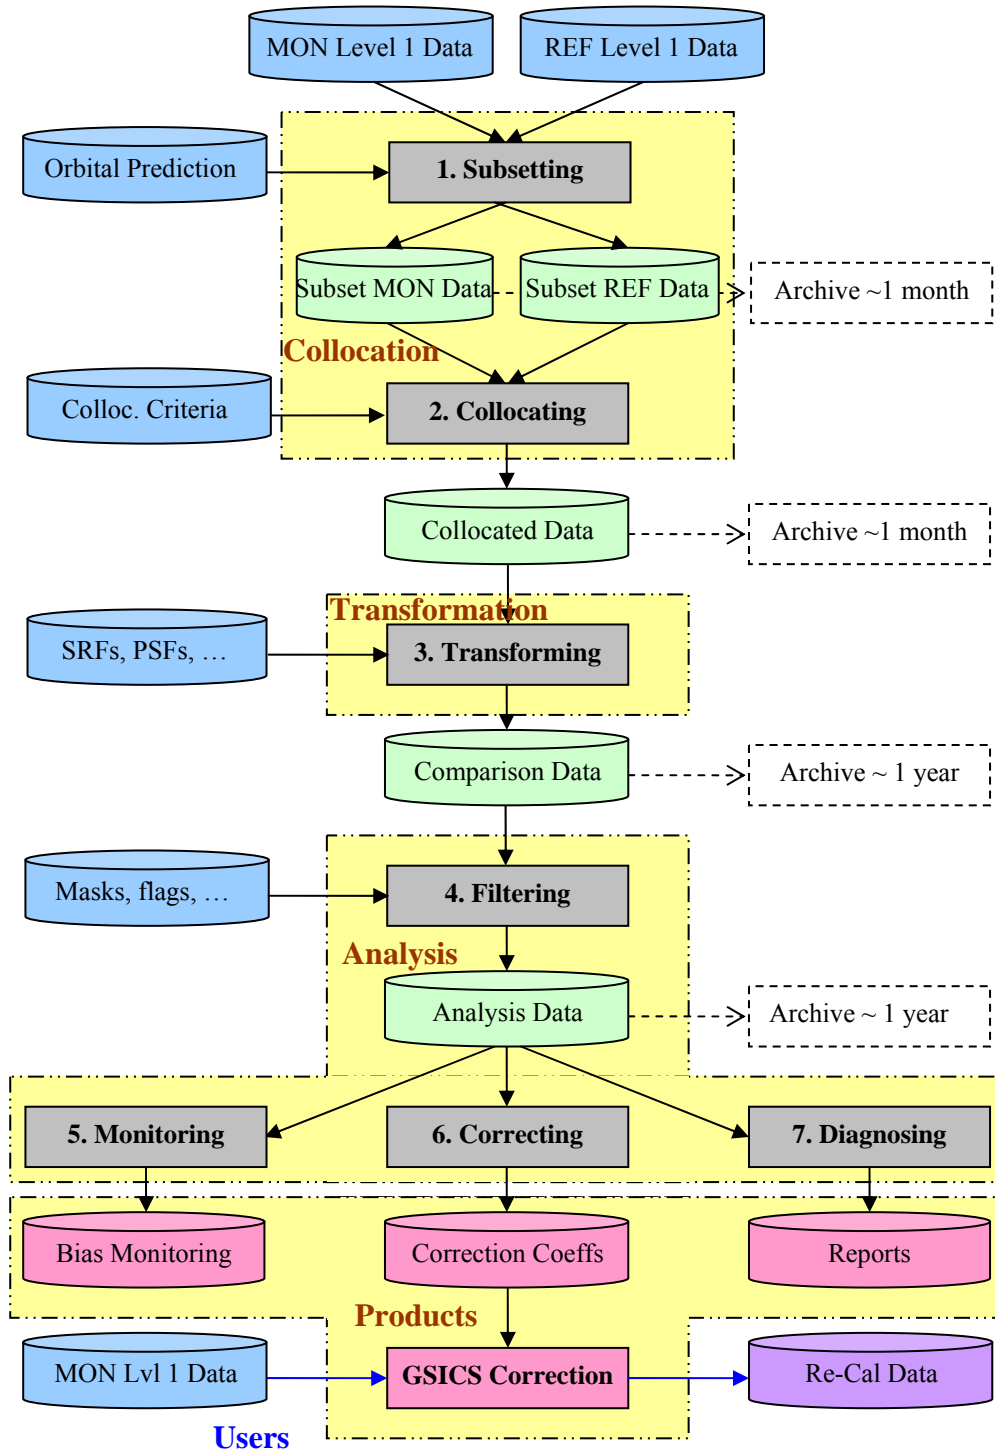 MON Level 1 Data
REF Level 1 Data
Orbital Prediction
1. Subsetting
Subset MON Data
Subset REF Data
Archive ~1 month
Collocation
Colloc. Criteria
2. Collocating
Collocated Data
Archive ~1 month
Transformation
SRFs, PSFs, …
3. Transforming
Comparison Data
Archive ~ 1 year
Masks, flags, …
4. Filtering
Analysis
Analysis Data
Archive ~ 1 year
5. Monitoring
6. Correcting
7. Diagnosing
Bias Monitoring
Correction Coeffs
Reports
Products
MON Lvl 1 Data
GSICS Correction
Re-Cal Data
Users